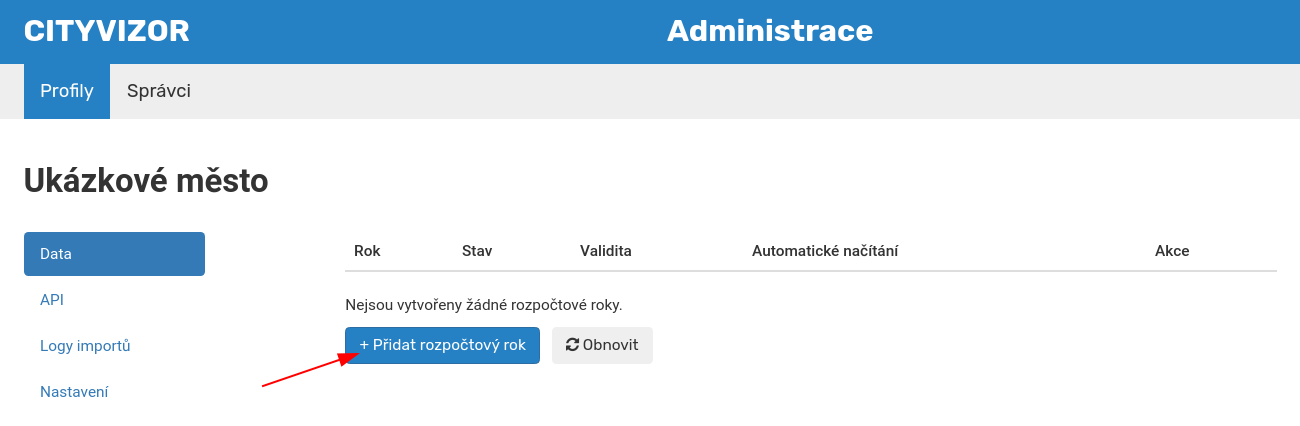 CITYVIZOR Administrace
Profily Správci
Ukázkové město
Data
API
Logy importů
Nastavení
Rok Stav Validita Automatické načítání Akce
Nejsou vytvořeny žádné rozpočtové roky.
+ Přidat rozpočtový rok Obnovit